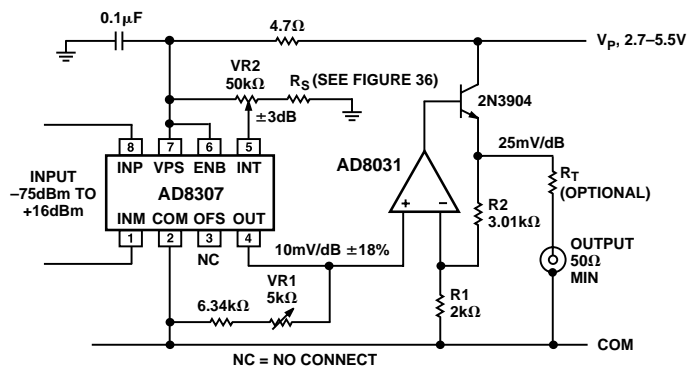 0.1μF
4.7Ω
VP, 2.7–5.5V
VR2
50kΩ
RS (SEE FIGURE 36)
±3dB
2N3904
25mV/dB
8 7 6 5
INP VPS ENB INT
AD8307
INM COM OFS OUT
1 2 3 4
NC
INPUT
–75dBm TO
+16dBm
AD8031
+ –
RT
(OPTIONAL)
R2
3.01kΩ
OUTPUT
50Ω
MIN
10mV/dB ±18%
VR1
5kΩ
6.34kΩ
R1
2kΩ
COM
NC = NO CONNECT